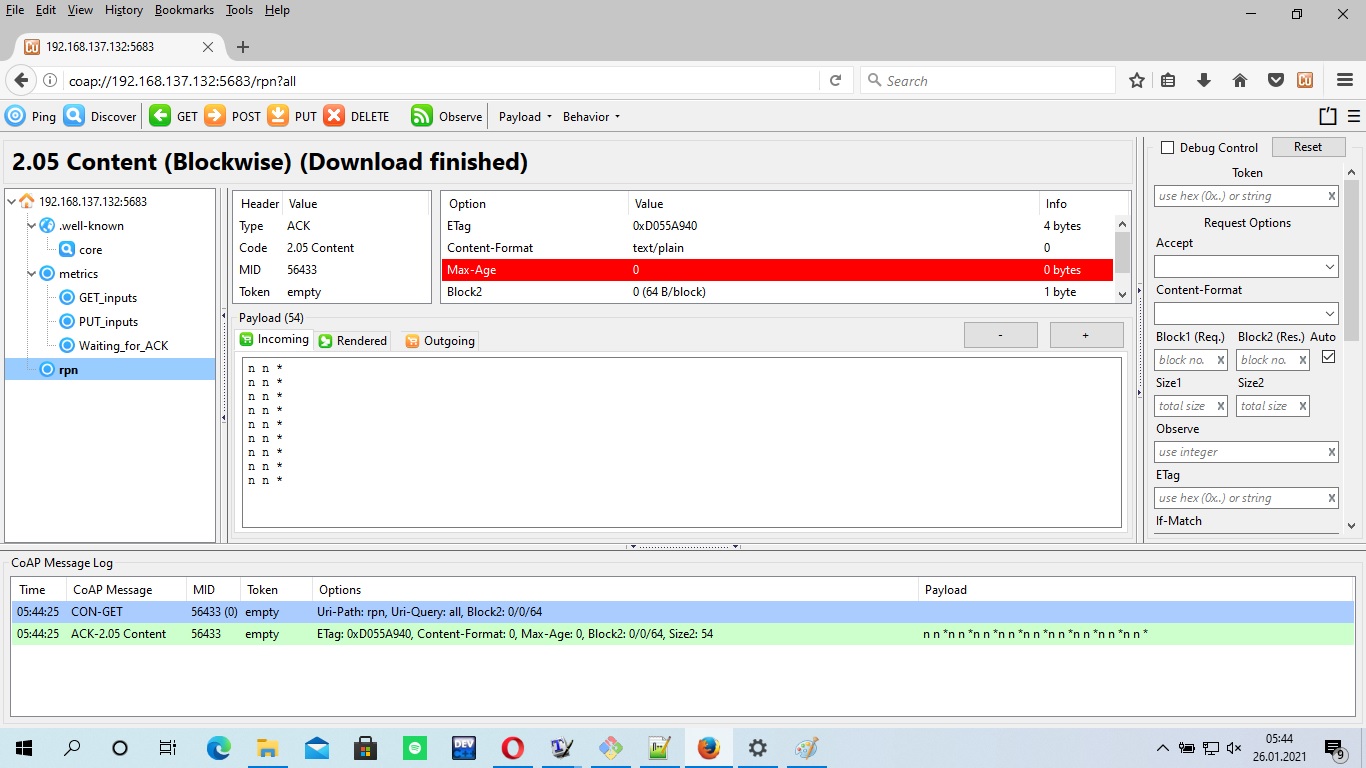 File Edit View History Bookmarks Tools Help
192.168.137.132:5683
coap://192.168.137.132:5683/rpn?all
Search
Ping Discover GET POST PUT DELETE Observe Payload Behavior
2.05 Content (Blockwise) (Download finished)
192.168.137.132:5683
.well-known
core
metrics
GET_inputs
PUT_inputs
Waiting_for_ACK
rpn
Header Value
Type ACK
Code 2.05 Content
MID 56433
Token empty
Option Value Info
ETag 0xD055A940 4 bytes
Content-Format text/plain 0
Max-Age 0 0 bytes
Block2 0 (64 B/block) 1 byte
Payload (54)
Incoming Rendered Outgoing - +
n n *
n n *
n n *
n n *
n n *
n n *
n n *
n n *
n n *
Debug Control Reset
Token
use hex (0x..) or string x
Request Options
Accept
Content-Format
Block1 (Req.) Block2 (Res.) Auto
block no. x block no. x
Size1 Size2
total size x total size x
Observe
use integer x
ETag
use hex (0x..) or string x
If-Match
CoAP Message Log
Time CoAP Message MID Token Options Payload
05:44:25 CON-GET 56433 (0) empty Uri-Path: rpn, Uri-Query: all, Block2: 0/0/64
05:44:25 ACK-2.05 Content 56433 empty ETag: 0xD055A940, Content-Format: 0, Max-Age: 0, Block2: 0/0/64, Size2: 54 n n *n n *n n *n n *n n *n n *n n *n n *n n *
DEV
05:44
26.01.2021
9